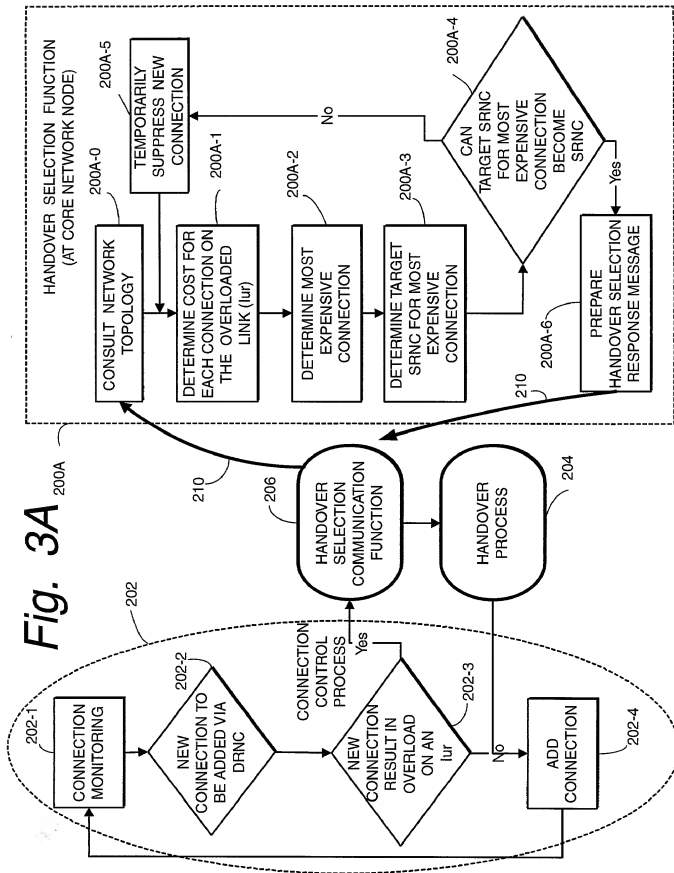 Fig. 3A
202
202-1
CONNECTION
MONITORING
202-2
NEW
CONNECTION TO
BE ADDED VIA
DRNC
CONNECTION
CONTROL
PROCESS
Yes
NEW
CONNECTION
RESULT IN
OVERLOAD
ON AN
Iur
202-3
No
ADD
CONNECTION
202-4
206
HANDOVER
SELECTION
COMMUNICATION
FUNCTION
HANDOVER
PROCESS
204
210
210
200A
HANDOVER SELECTION FUNCTION
(AT CORE NETWORK NODE)
CONSULT NETWORK
TOPOLOGY
200A-0
TEMPORARILY
SUPPRESS NEW
CONNECTION
200A-5
DETERMINE COST FOR
EACH CONNECTION ON
THE OVERLOADED
LINK (Iur)
200A-1
DETERMINE MOST
EXPENSIVE
CONNECTION
200A-2
DETERMINE TARGET
SRNC FOR MOST
EXPENSIVE
CONNECTION
200A-3
No
CAN
TARGET SRNC
FOR MOST
EXPENSIVE
CONNECTION
BECOME
SRNC
200A-4
Yes
PREPARE
HANDOVER SELECTION
RESPONSE MESSAGE
200A-6